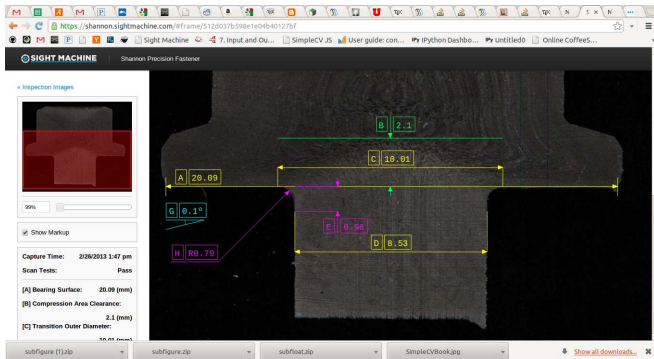 https://shannon.sightmachine.com/#frame/512d037b598e1e04b40127bf
Sight Machine
7. Input and Ou...
SimpleCV JS
User guide: con...
IPython Dashbo...
Untitled0
Online CoffeeS...
SIGHT MACHINE
Shannon Precision Fastener
« Inspection Images
99%
Show Markup
Capture Time: 2/26/2013 1:47 pm
Scan Tests: Pass
[A] Bearing Surface: 20.09 (mm)
[B] Compression Area Clearance:
2.1 (mm)
[C] Transition Outer Diameter:
10.01 (mm)
B 2.1
C 10.01
A 20.09
G 0.1°
E 0.96
D 8.53
H R0.79
subfigure (1).zip
subfigure.zip
subfloat.zip
SimpleCVBook.jpg
Show all downloads...